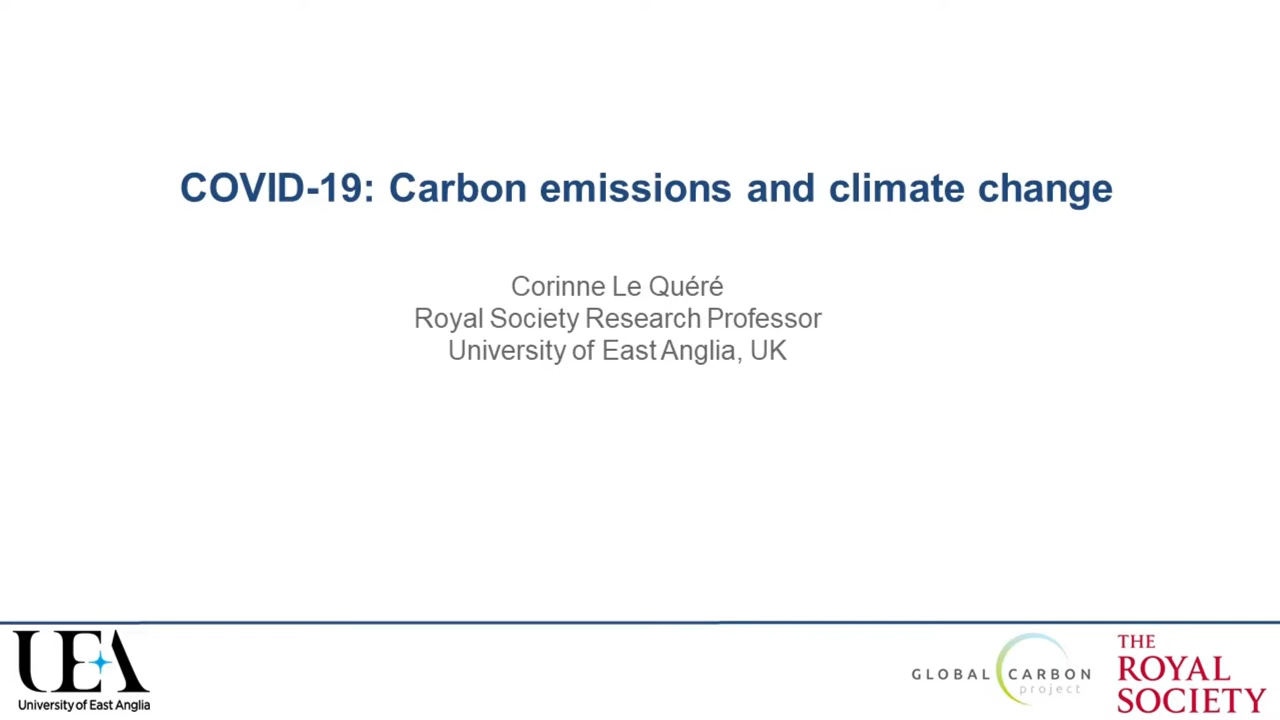 COVID-19: Carbon emissions and climate change
Corinne Le Quéré
Royal Society Research Professor
University of East Anglia, UK
UEA
University of East Anglia
GLOBAL CARBON
project
THE
ROYAL
SOCIETY